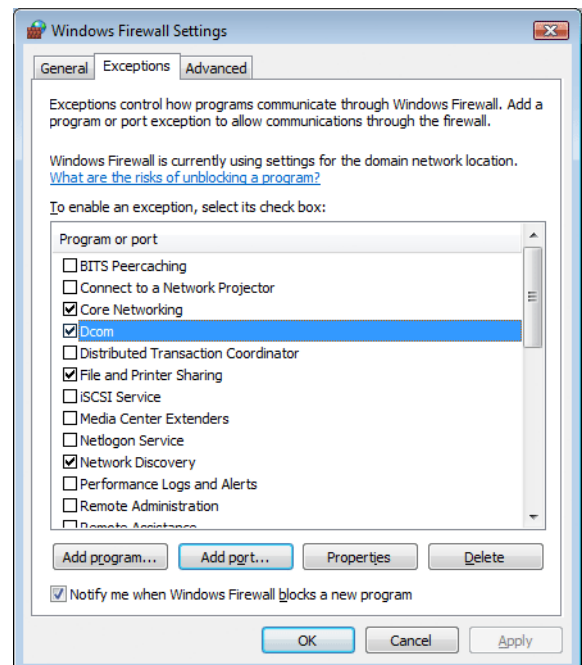 Windows Firewall Settings
General Exceptions Advanced
Exceptions control how programs communicate through Windows Firewall. Add a
program or port exception to allow communications through the firewall.
Windows Firewall is currently using settings for the domain network location.
What are the risks of unblocking a program?
To enable an exception, select its check box:
Program or port
BITS Peercaching
Connect to a Network Projector
Core Networking
Dcom
Distributed Transaction Coordinator
File and Printer Sharing
iSCSI Service
Media Center Extenders
Netlogon Service
Network Discovery
Performance Logs and Alerts
Remote Administration
Remote Assistance
Add program... Add port... Properties Delete
Notify me when Windows Firewall blocks a new program
OK Cancel Apply